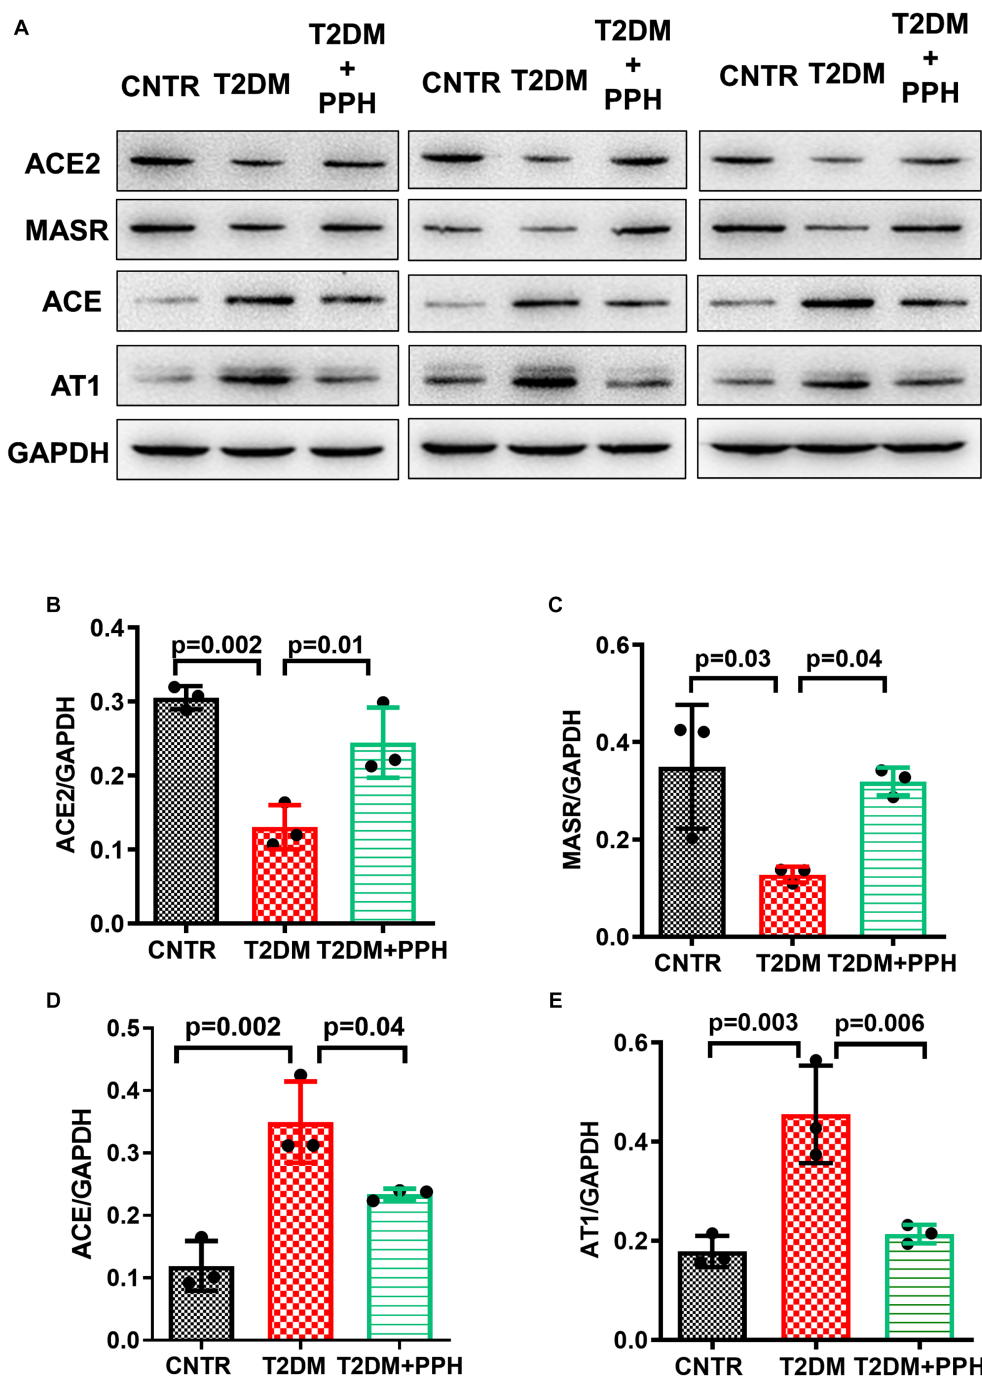 A
CNTR T2DM T2DM + PPH CNTR T2DM T2DM + PPH CNTR T2DM T2DM + PPH
ACE2
MASR
ACE
AT1
GAPDH
B
ACE2/GAPDH
0.4
0.3
0.2
0.1
0.0
p=0.002 p=0.01
CNTR T2DM T2DM+PPH
C
MASR/GAPDH
0.6
0.4
0.2
0.0
p=0.03 p=0.04
CNTR T2DM T2DM+PPH
D
ACE/GAPDH
0.5
0.4
0.3
0.2
0.1
0.0
p=0.002 p=0.04
CNTR T2DM T2DM+PPH
E
AT1/GAPDH
0.6
0.4
0.2
0.0
p=0.003 p=0.006
CNTR T2DM T2DM+PPH